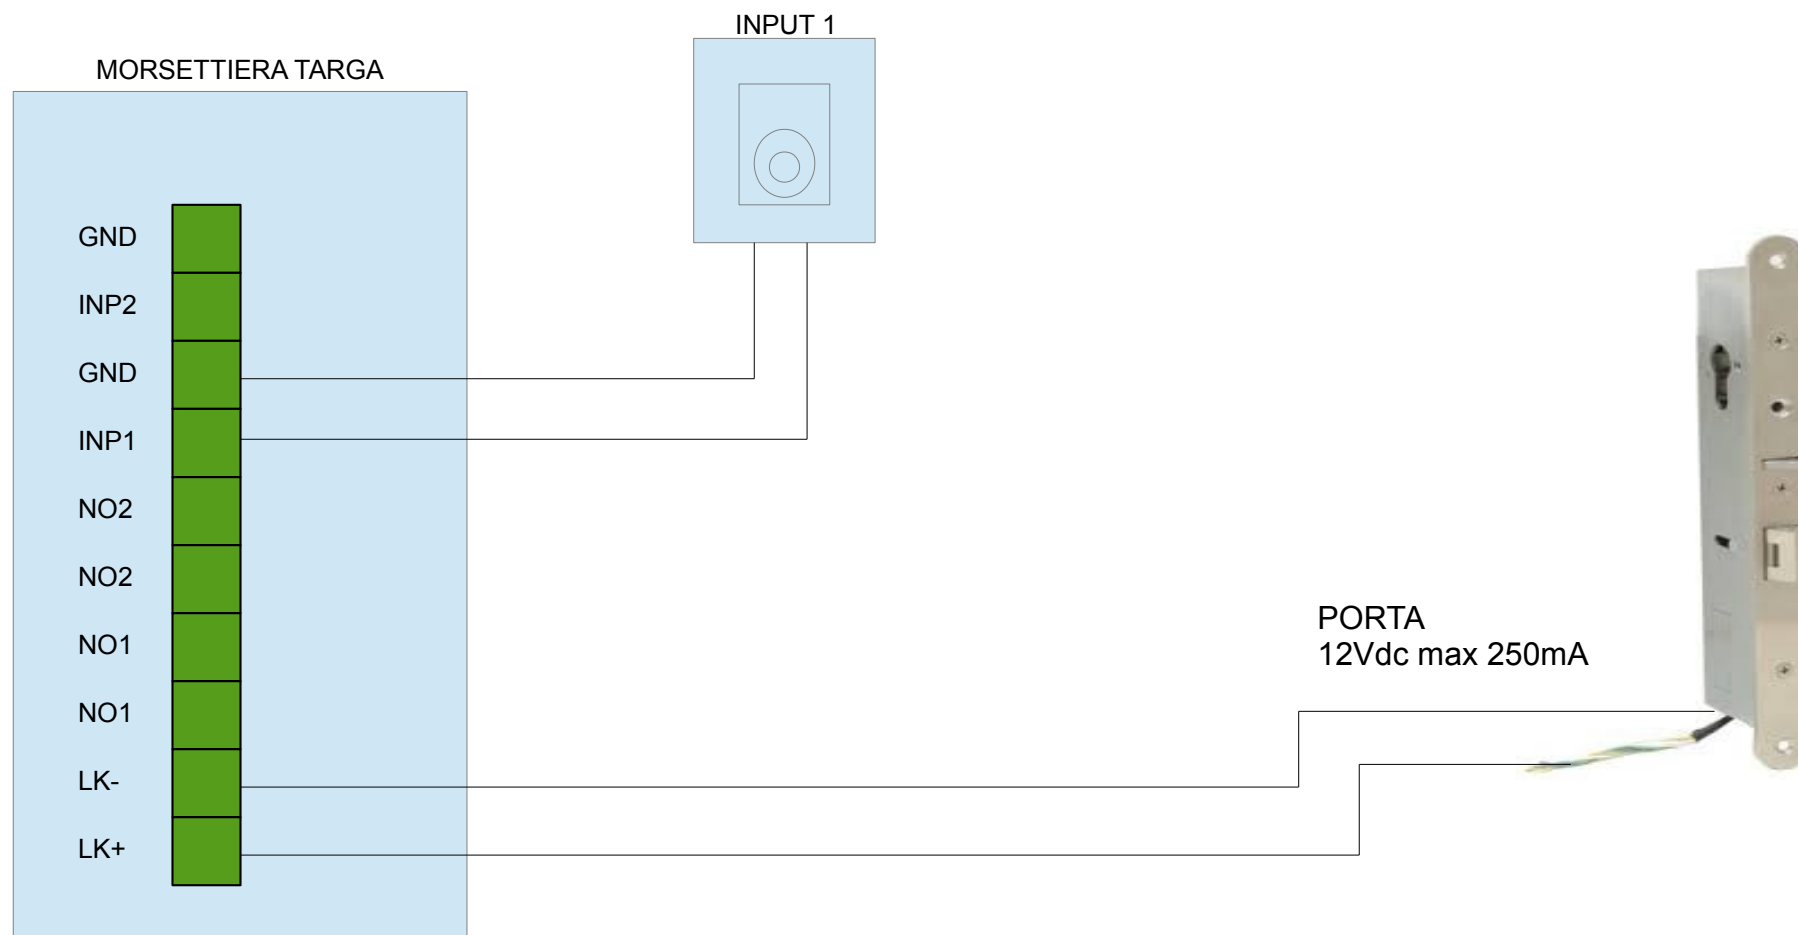 INPUT 1
MORSETTIERA TARGA
GND
INP2
GND
INP1
NO2
NO2
NO1
NO1
LK-
LK+
PORTA
12Vdc max 250mA